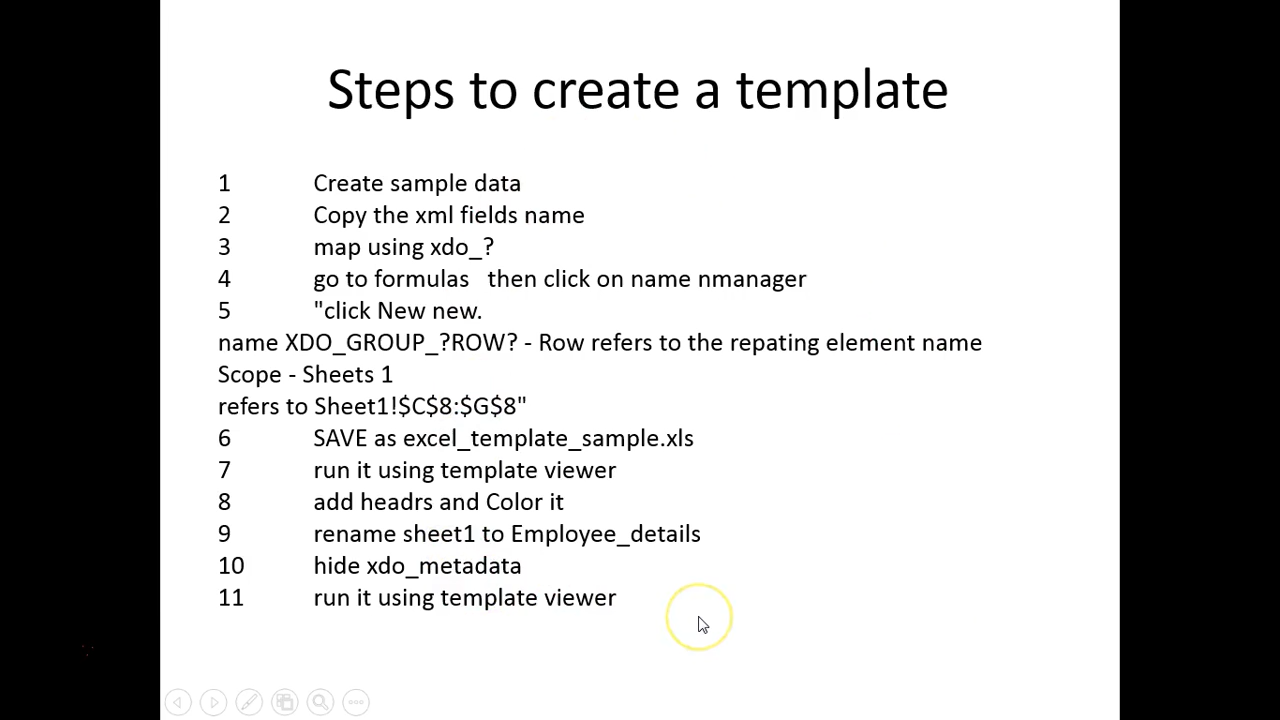 Steps to create a template
1 Create sample data
2 Copy the xml fields name
3 map using xdo_?
4 go to formulas then click on name nmanager
5 "click New new.
name XDO_GROUP_?ROW? - Row refers to the repating element name
Scope - Sheets 1
refers to Sheet1!$C$8:$G$8"
6 SAVE as excel_template_sample.xls
7 run it using template viewer
8 add headrs and Color it
9 rename sheet1 to Employee_details
10 hide xdo_metadata
11 run it using template viewer